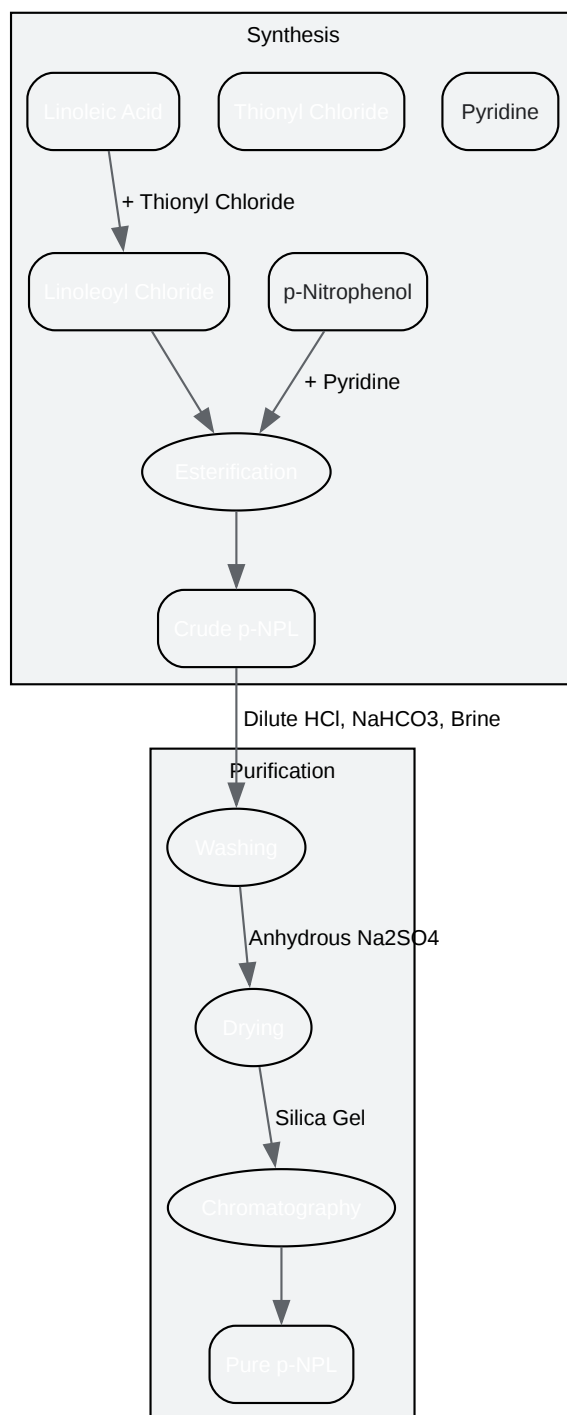 Synthesis
Linoleic Acid
Thionyl Chloride
Pyridine
+ Thionyl Chloride
Linoleoyl Chloride
p-Nitrophenol
+ Pyridine
Esterification
Crude p-NPL
Dilute HCl, NaHCO3, Brine
Purification
Washing
Anhydrous Na2SO4
Drying
Silica Gel
Chromatography
Pure p-NPL